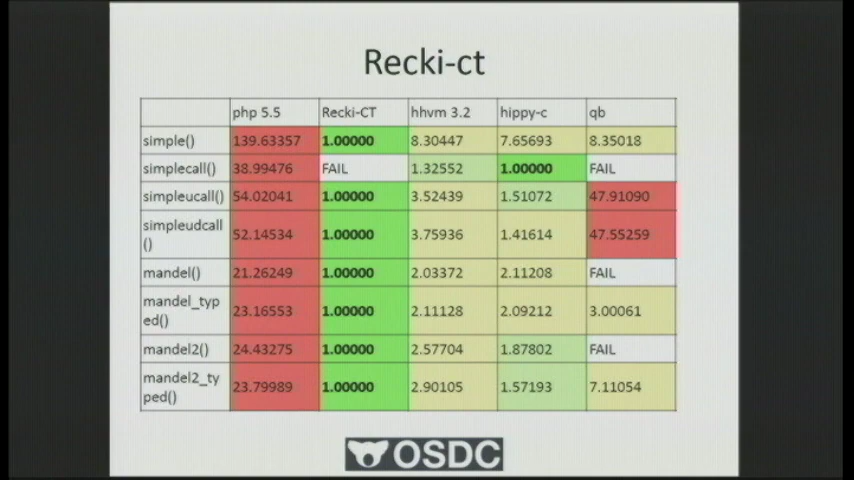 Recki-ct
php 5.5 Recki-CT hhvm 3.2 hippy-c qb
simple() 139.63357 1.00000 8.30447 7.65693 8.35018
simplecall() 38.99476 FAIL 1.32552 1.00000 FAIL
simpleucall() 54.02041 1.00000 3.52439 1.51072 47.91090
simpleudcall
() 52.14534 1.00000 3.75936 1.41614 47.55259
mandel() 21.26249 1.00000 2.03372 2.11208 FAIL
mandel_typ
ed() 23.16553 1.00000 2.11128 2.09212 3.00061
mandel2() 24.43275 1.00000 2.57704 1.87802 FAIL
mandel2_ty
ped() 23.79989 1.00000 2.90105 1.57193 7.11054
OSDC